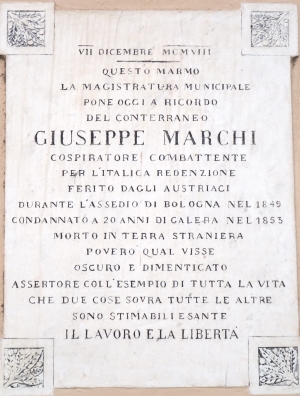 VII DICEMBRE MCMVIII
QUESTO MARMO
LA MAGISTRATURA MUNICIPALE
PONE OGGI A RICORDO
DEL CONTERRANEO
GIUSEPPE MARCHI
COSPIRATORE COMBATTENTE
PER L'ITALICA REDENZIONE
FERITO DAGLI AUSTRIACI
DURANTE L'ASSEDIO DI BOLOGNA NEL 1849
CONDANNATO A 20 ANNI DI GALERA NEL 1853
MORTO IN TERRA STRANIERA
POVERO QUAL VISSE
OSCURO E DIMENTICATO
ASSERTORE COLL'ESEMPIO DI TUTTA LA VITA
CHE DUE COSE SOVRA TUTTE LE ALTRE
SONO STIMABILI E SANTE
IL LAVORO E LA LIBERTÀ